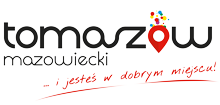 tomaszów
mazowiecki
... i jesteś w dobrym miejscu!